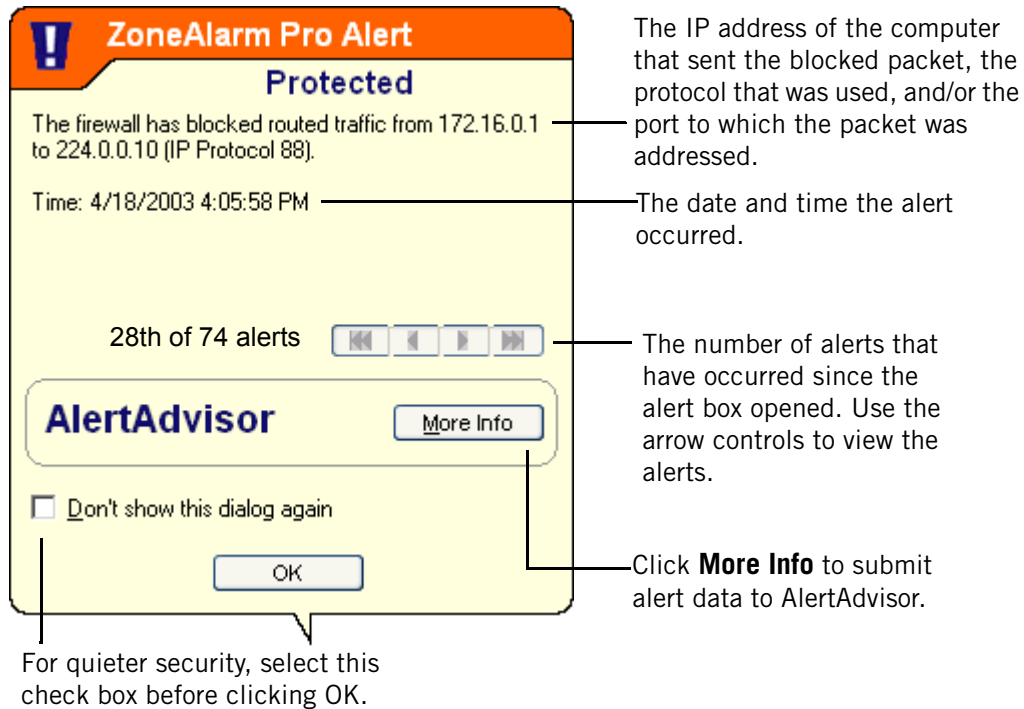 ZoneAlarm Pro Alert
Protected
The firewall has blocked routed traffic from 172.16.0.1
to 224.0.0.10 (IP Protocol 88).
Time: 4/18/2003 4:05:58 PM
28th of 74 alerts
AlertAdvisor
More Info
Don't show this dialog again
OK
The IP address of the computer
that sent the blocked packet, the
protocol that was used, and/or the
port to which the packet was
addressed.
The date and time the alert
occurred.
The number of alerts that
have occurred since the
alert box opened. Use the
arrow controls to view the
alerts.
Click More Info to submit
alert data to AlertAdvisor.
For quieter security, select this
check box before clicking OK.